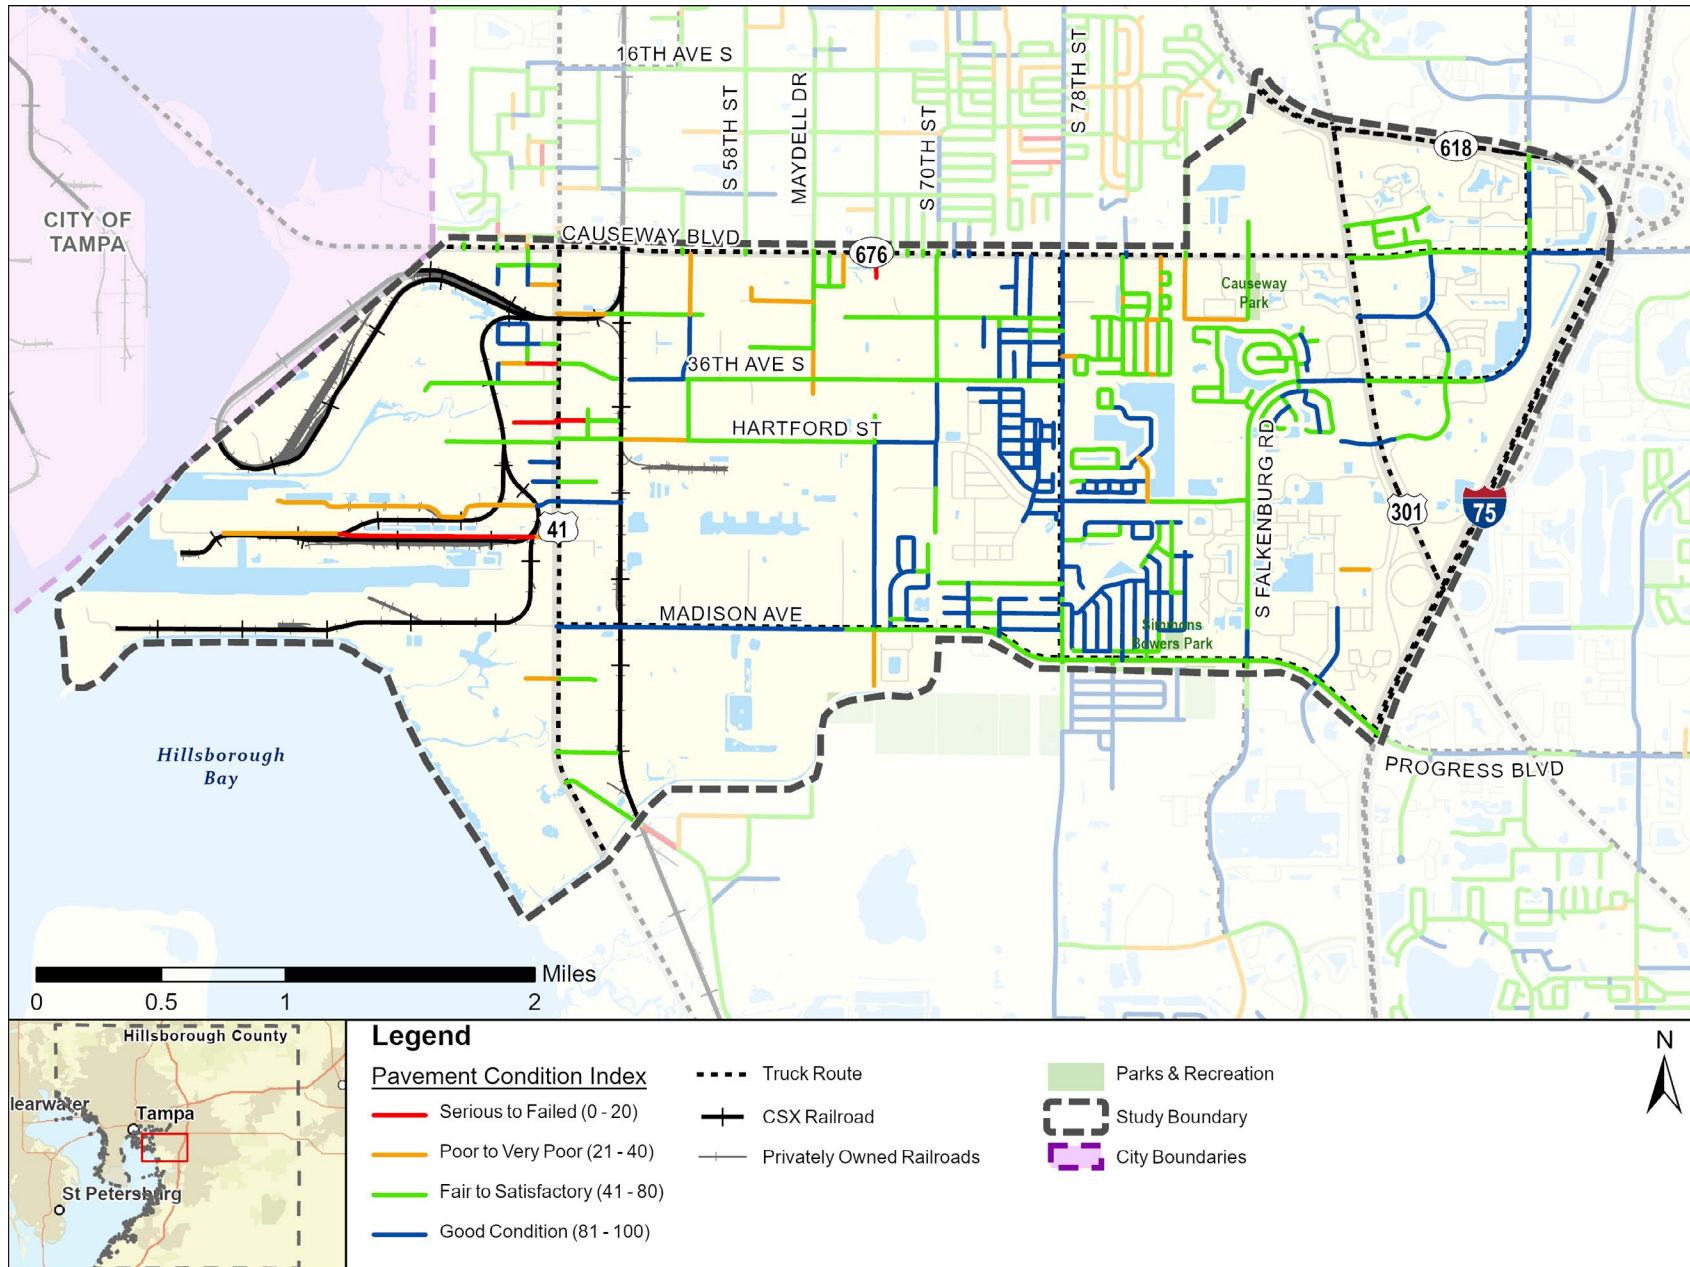 16TH AVE S
S 58TH ST
MAYDELL DR
S 70TH ST
S 78TH ST
618
CITY OF
TAMPA
CAUSEWAY BLVD
676
Causeway
Park
36TH AVE S
HARTFORD ST
S FALKENBURG RD
41
301
75
MADISON AVE
Simmons
Bowers Park
Hillsborough
Bay
PROGRESS BLVD
Miles
0 0.5 1 2
Hillsborough County
learwater
Tampa
St Petersburg
Legend
Pavement Condition Index
Serious to Failed (0 - 20)
Poor to Very Poor (21 - 40)
Fair to Satisfactory (41 - 80)
Good Condition (81 - 100)
Truck Route
CSX Railroad
Privately Owned Railroads
Parks & Recreation
Study Boundary
City Boundaries
N